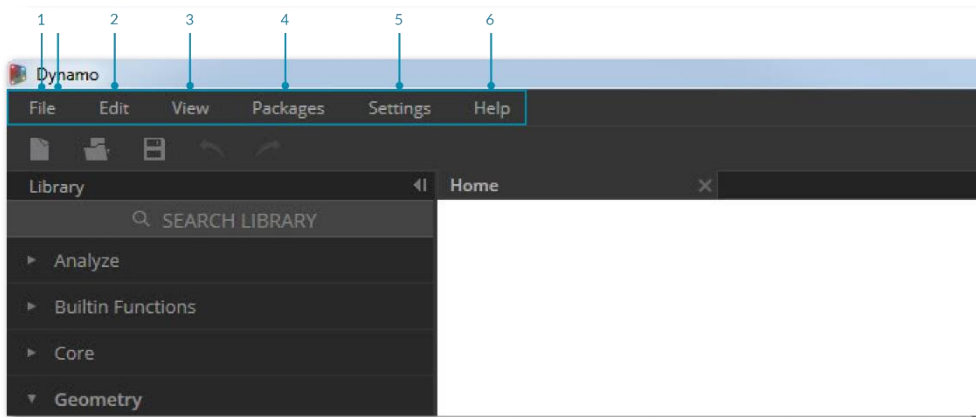 1 2 3 4 5 6
Dynamo
File Edit View Packages Settings Help
Library Home
SEARCH LIBRARY
Analyze
Builtin Functions
Core
Geometry